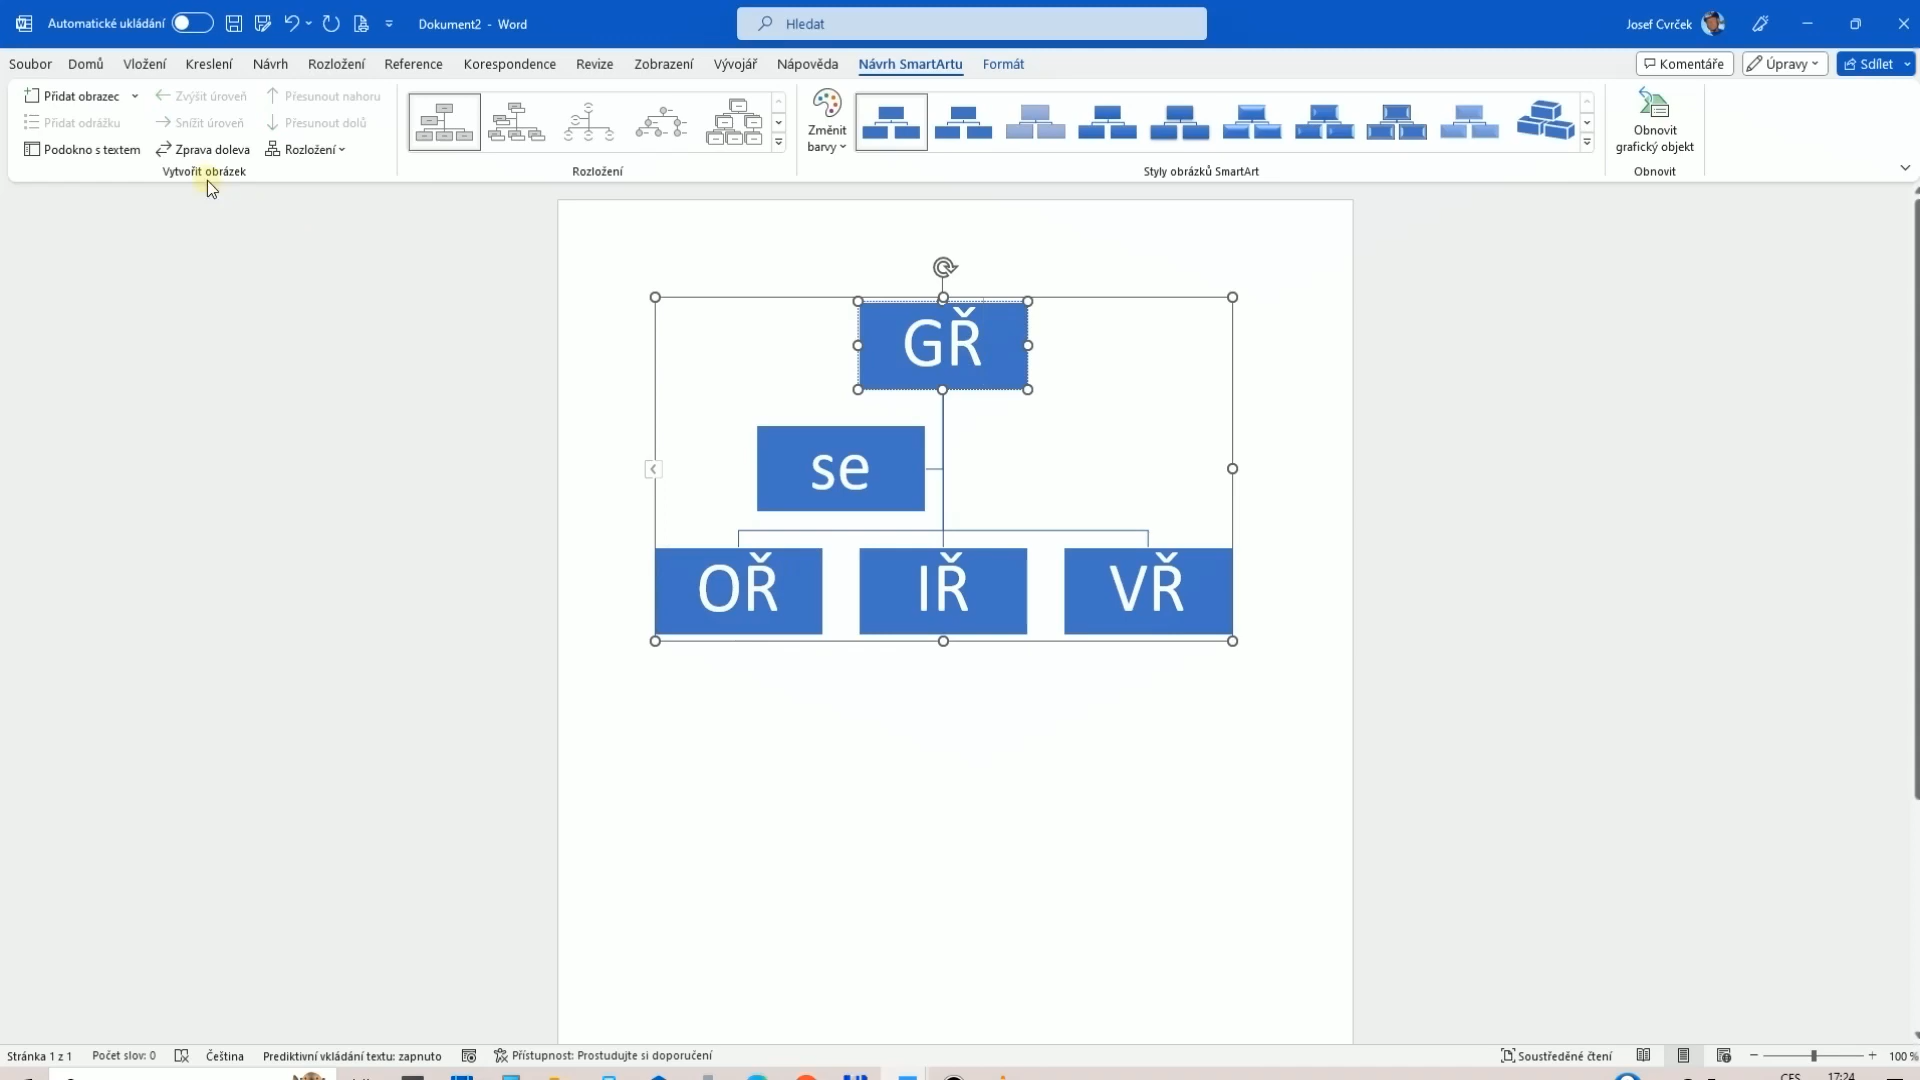 Automatické ukládání
Dokument2 - Word
Hledat
Josef Cvrček
Soubor Domů Vložení Kreslení Návrh Rozložení Reference Korespondence Revize Zobrazení Vývojář Nápověda Návrh SmartArtu Formát
Komentáře Úpravy Sdílet
Přidat obrazec Zvýšit úroveň Přesunout nahoru
Přidat odrážku Snížit úroveň Přesunout dolů
Podokno s textem Zprava doleva Rozložení
Vytvořit obrázek
Rozložení
Změnit
barvy
Styly obrázků SmartArt
Obnovit
grafický objekt
Obnovit
GŘ
se
OŘ IŘ VŘ
Stránka 1 z 1 Počet slov: 0 Čeština Prediktivní vkládání textu: zapnuto Přístupnost: Prostudujte si doporučení
Soustředěné čtení 100 %
CES 17:24